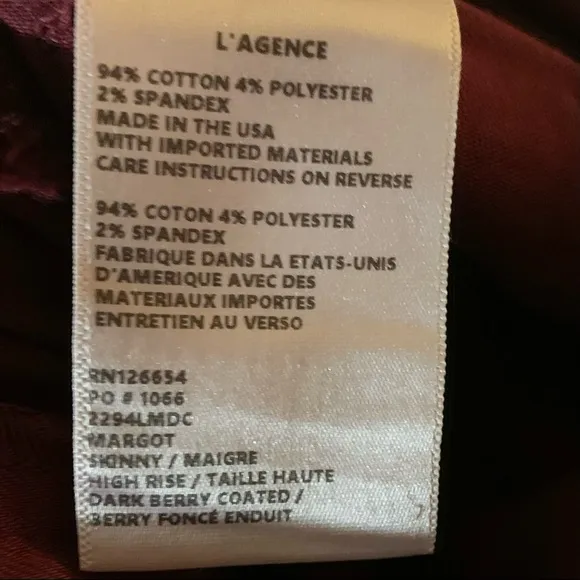 L'AGENCE
94% COTTON 4% POLYESTER
2% SPANDEX
MADE IN THE USA
WITH IMPORTED MATERIALS
CARE INSTRUCTIONS ON REVERSE
94% COTON 4% POLYESTER
2% SPANDEX
FABRIQUE DANS LA ETATS-UNIS
D'AMERIQUE AVEC DES
MATERIAUX IMPORTES
ENTRETIEN AU VERSO
RN126654
PO # 1066
2294LMDC
MARGOT
SKINNY / MAIGRE
HIGH RISE / TAILLE HAUTE
DARK BERRY COATED /
BERRY FONCÉ ENDUIT